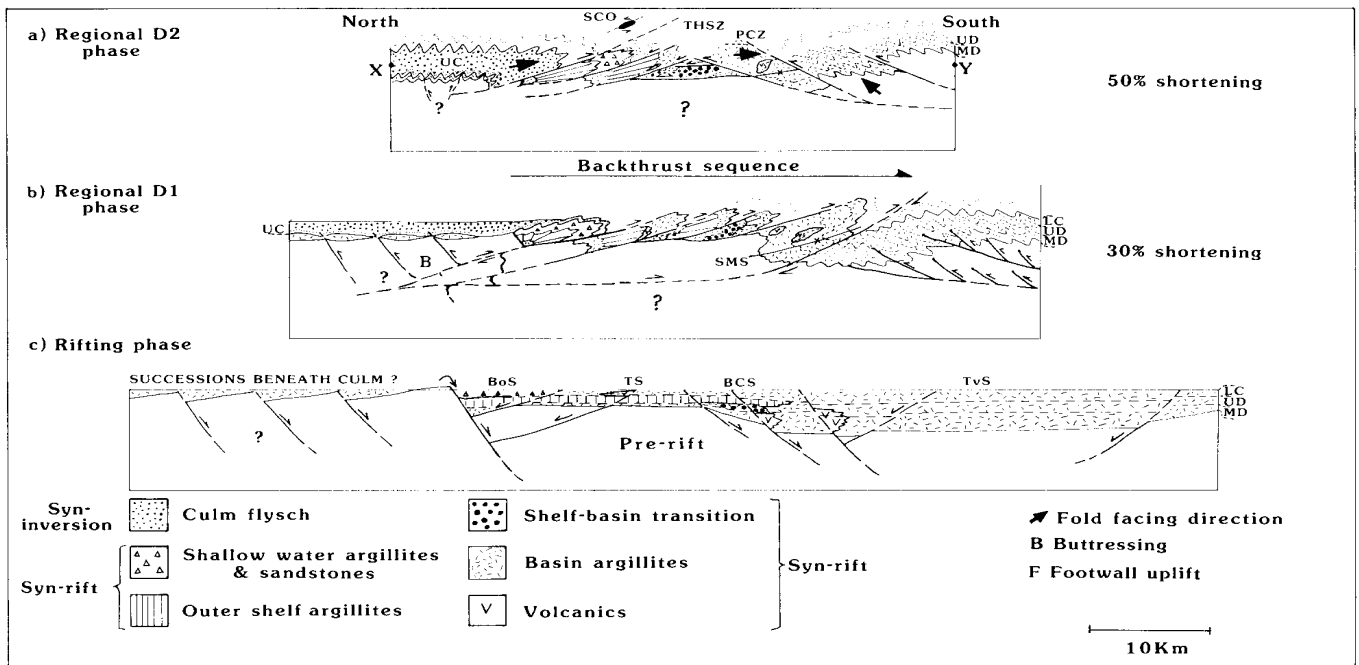 a) Regional D2
phase
North
SCO
THSZ
PCZ
South
UD
MD
UC
X
Y
?
?
50% shortening
Backthrust sequence
b) Regional D1
phase
UC
LC
UD
MD
B
?
SMS
?
30% shortening
c) Rifting phase
SUCCESSIONS BENEATH CULM ?
BoS
TS
BCS
TvS
LC
UD
MD
?
Pre-rift
Syn-
inversion
Culm flysch
Shelf-basin transition
Syn-rift
Shallow water argillites
& sandstones
Basin argillites
Syn-rift
Outer shelf argillites
Volcanics
Fold facing direction
B Buttressing
F Footwall uplift
10Km